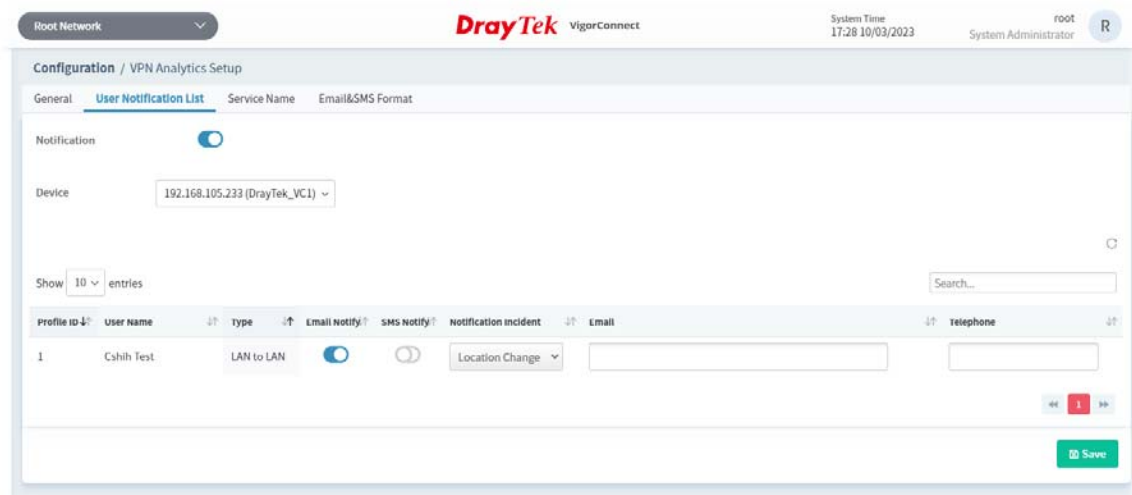 Root Network
DrayTek VigorConnect
System Time
17:28 10/03/2023
root
System Administrator
R
Configuration / VPN Analytics Setup
General User Notification List Service Name Email&SMS Format
Notification
Device 192.168.105.233 (DrayTek_VC1)
Show 10 entries
Search...
Profile ID User Name Type Email Notify SMS Notify Notification Incident Email Telephone
1 Cshih Test LAN to LAN Location Change
1
Save